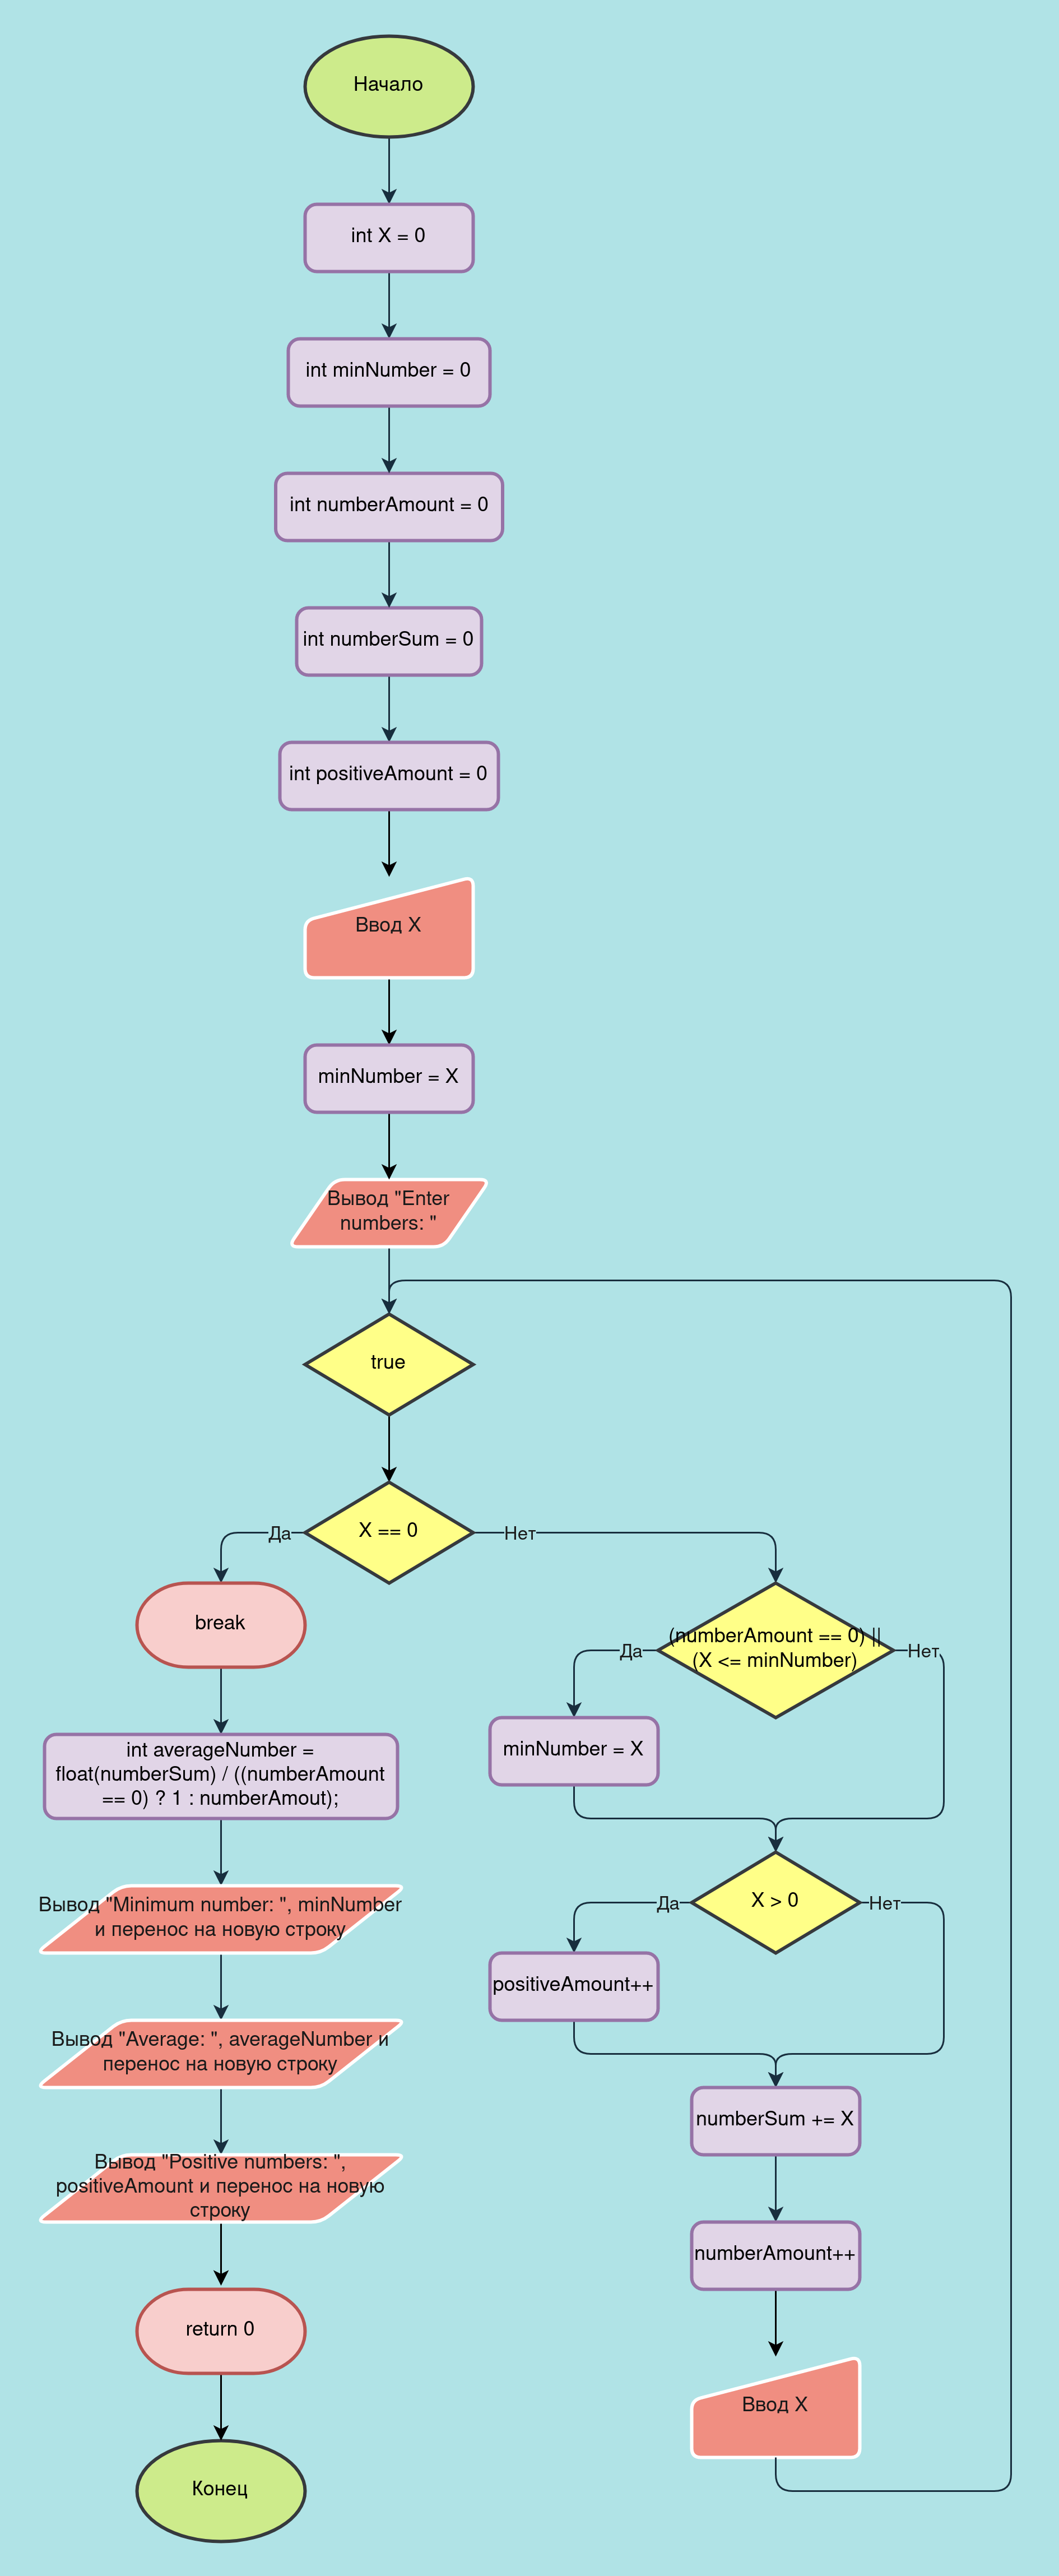 Начало
int X = 0
int minNumber = 0
int numberAmount = 0
int numberSum = 0
int positiveAmount = 0
Ввод X
minNumber = X
Вывод "Enter
numbers: "
true
X == 0
Да
Нет
break
(numberAmount == 0) ||
(X <= minNumber)
Да
Нет
minNumber = X
int averageNumber =
float(numberSum) / ((numberAmount
== 0) ? 1 : numberAmout);
X > 0
Да
Нет
Вывод "Minimum number: ", minNumber
и перенос на новую строку
positiveAmount++
Вывод "Average: ", averageNumber и
перенос на новую строку
numberSum += X
Вывод "Positive numbers: ",
positiveAmount и перенос на новую
строку
numberAmount++
return 0
Ввод X
Конец